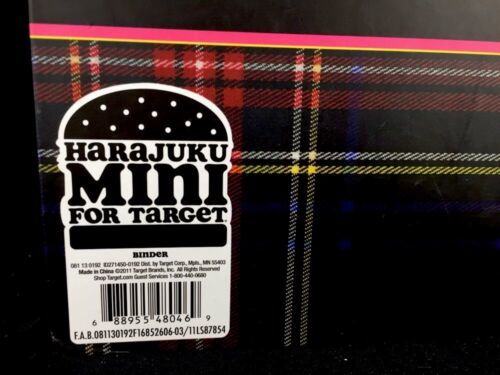 HARAJUKU
MINI
FOR TARGET
BINDER
081 13 0192 ID271450-0192 Dist. by Target Corp., Mpls., MN 55403
Made in China ©2011 Target Brands, Inc. All Rights Reserved
Shop Target.com Guest Services 1-800-440-0680
6 88955 48046 9
F.A.B.081130192F16852606-03/11LS87854